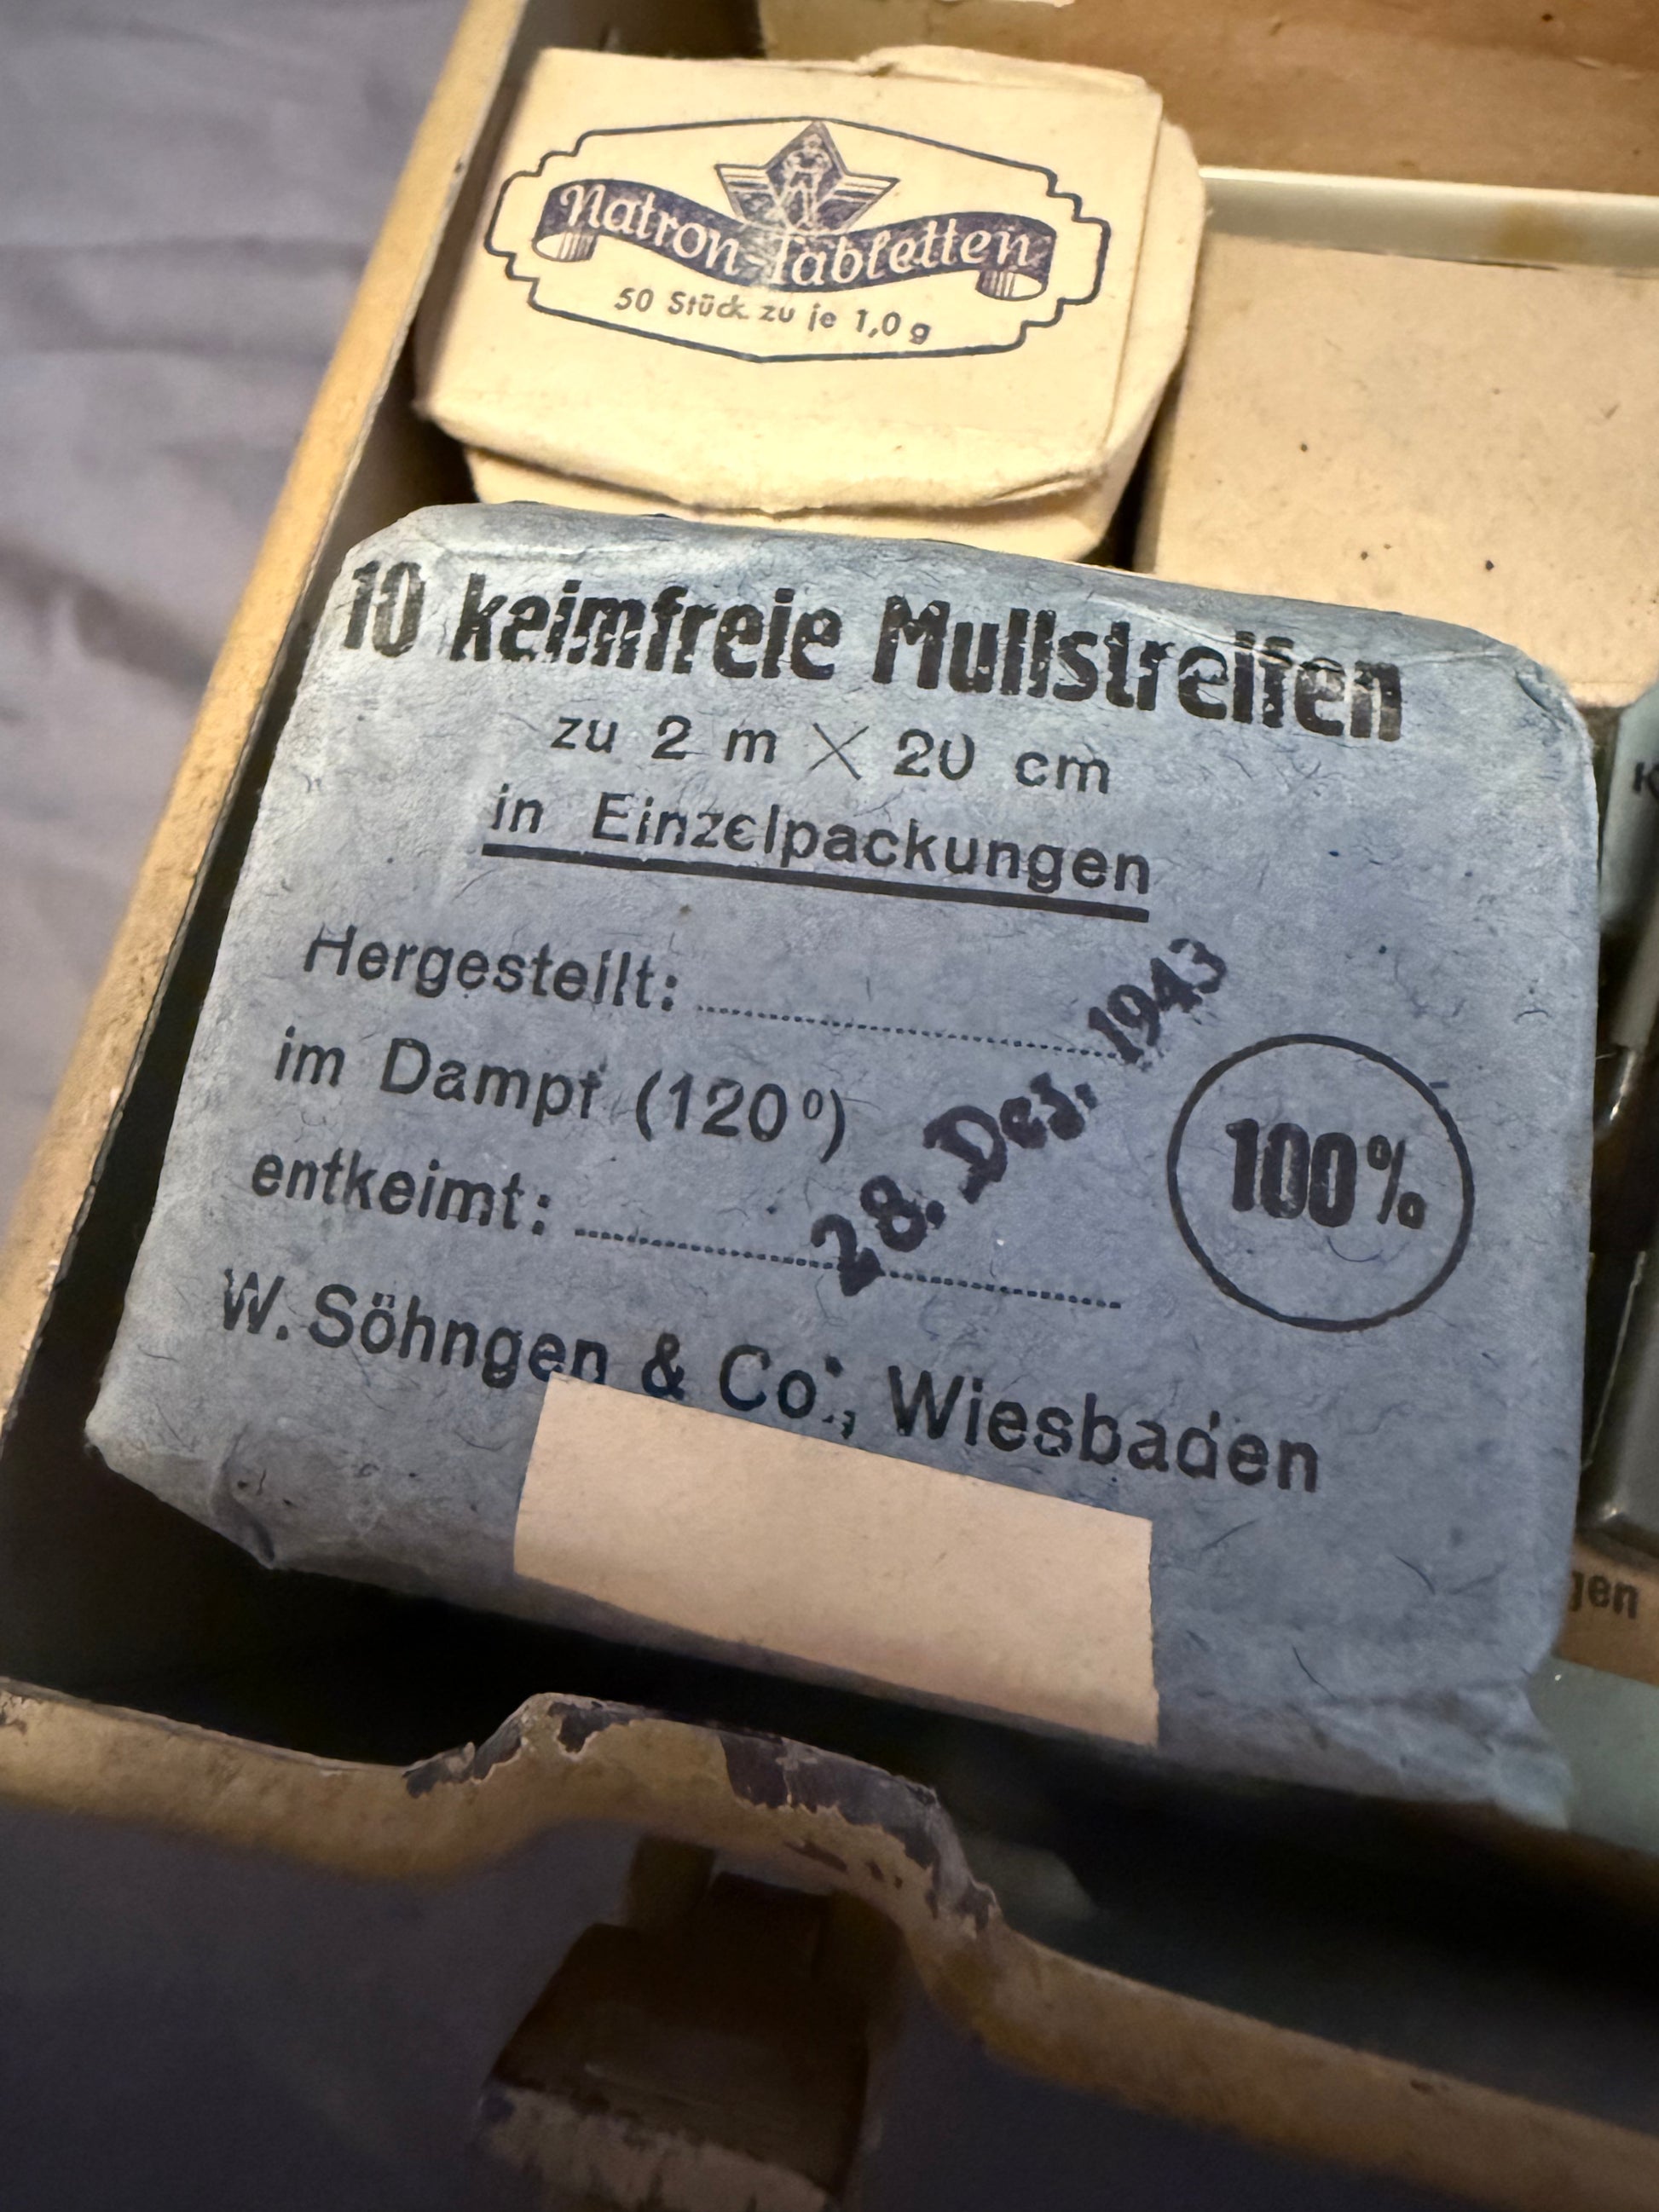 Natron-Tabletten
50 Stück zu je 1,0 g
10 keimfreie Mullstreifen
zu 2 m X 20 cm
in Einzelpackungen
Hergestellt:
im Dampf (120°)
entkeimt:
28. Dez. 1943
100%
W. Söhngen & Co., Wiesbaden
gen